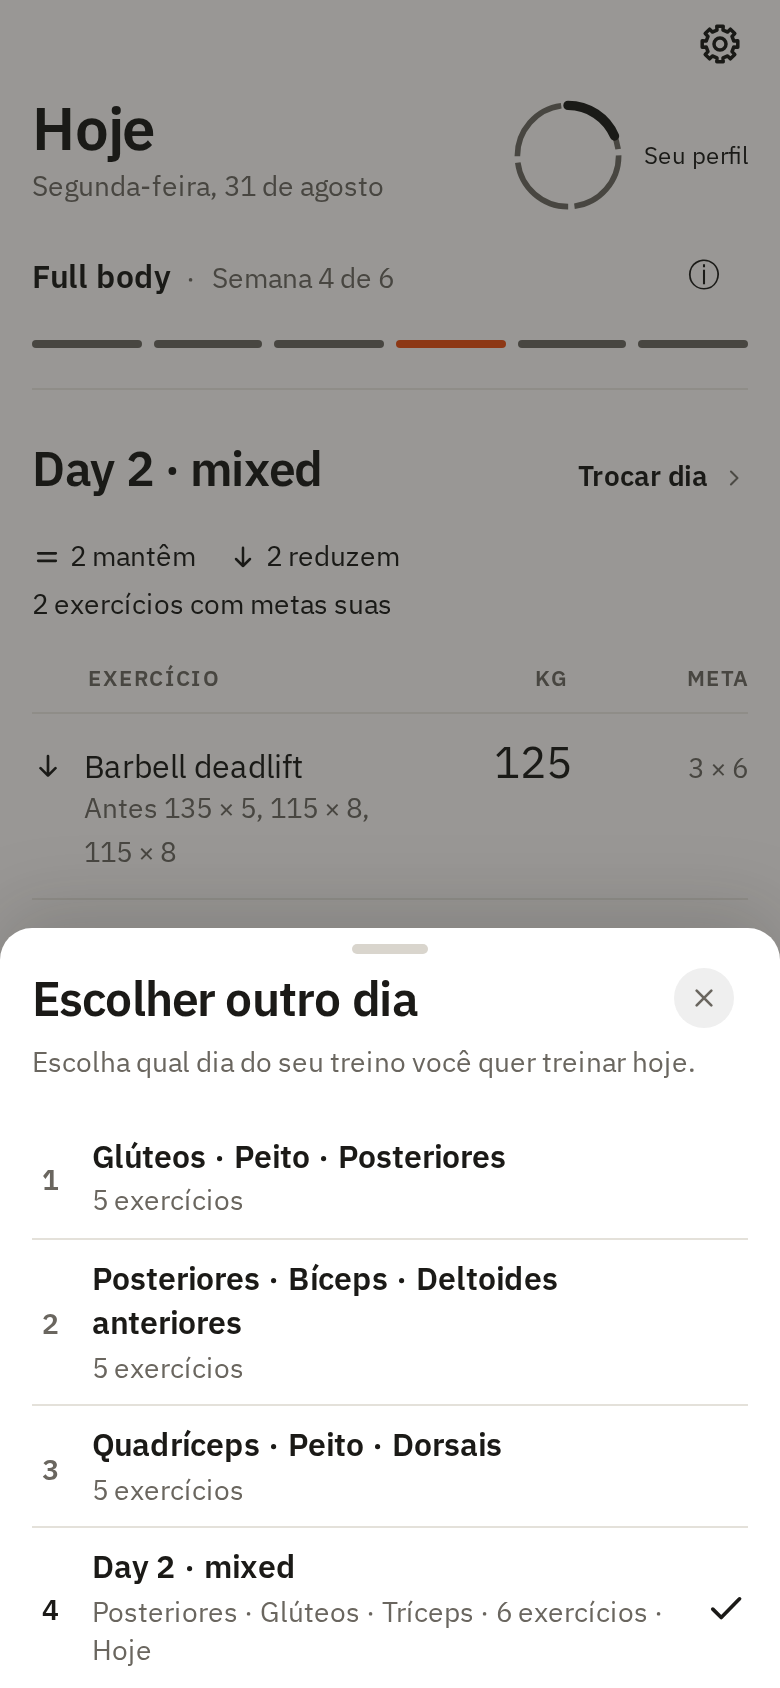 Hoje
Segunda-feira, 31 de agosto
Seu perfil
Full body · Semana 4 de 6
Day 2 · mixed
Trocar dia
= 2 mantêm ↓ 2 reduzem
2 exercícios com metas suas
EXERCÍCIO KG META
↓ Barbell deadlift 125 3 × 6
Antes 135 × 5, 115 × 8,
115 × 8
Escolher outro dia
Escolha qual dia do seu treino você quer treinar hoje.
1
Glúteos · Peito · Posteriores
5 exercícios
2
Posteriores · Bíceps · Deltoides
anteriores
5 exercícios
3
Quadríceps · Peito · Dorsais
5 exercícios
4
Day 2 · mixed
Posteriores · Glúteos · Tríceps · 6 exercícios ·
Hoje